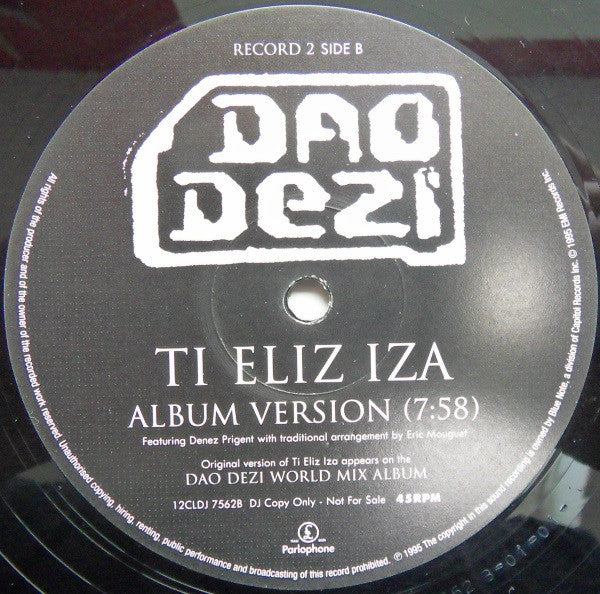 RECORD 2 SIDE B
DAO
DEZI
TI ELIZ IZA
ALBUM VERSION (7:58)
Featuring Denez Prigent with traditional arrangement by Eric Mouquet
Original version of Ti Eliz Iza appears on the
DAO DEZI WORLD MIX ALBUM
12CLDJ 7562B DJ Copy Only - Not For Sale 45RPM
Parlophone
All rights of the producer and of the owner of the recorded work reserved. Unauthorised copying, hiring, renting, public performance and broadcasting of this record prohibited. ℗ 1995 The copyright in this sound recording is owned by Blue Note, a division of Capitol Records Inc. © 1995 EMI Records Inc